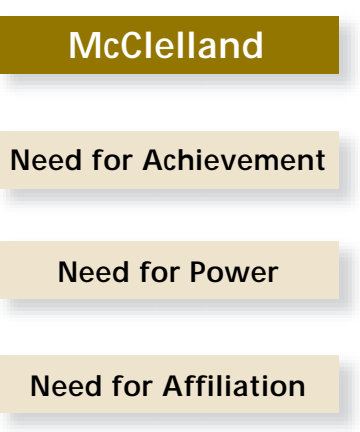 McClelland
Need for Achievement
Need for Power
Need for Affiliation